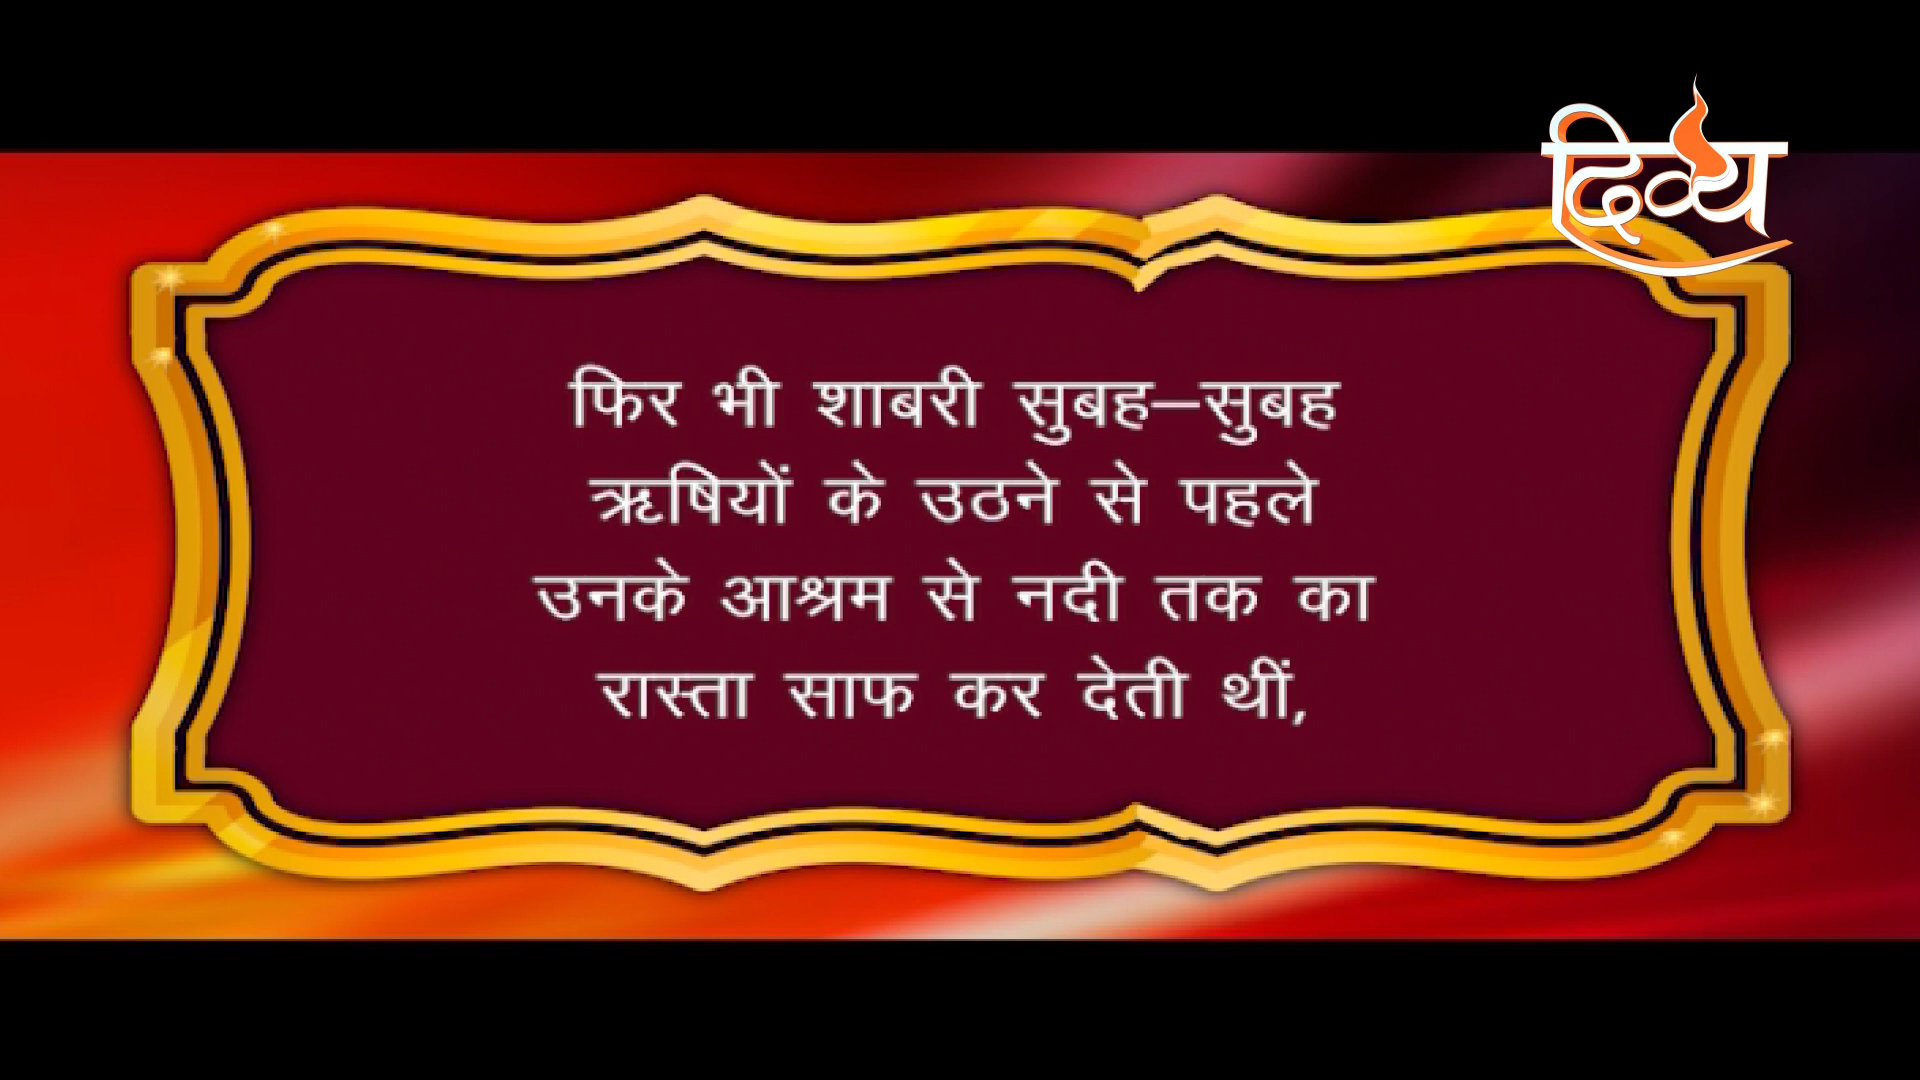 दिव्य
फिर भी शाबरी सुबह–सुबह
ऋषियों के उठने से पहले
उनके आश्रम से नदी तक का
रास्ता साफ कर देती थीं,